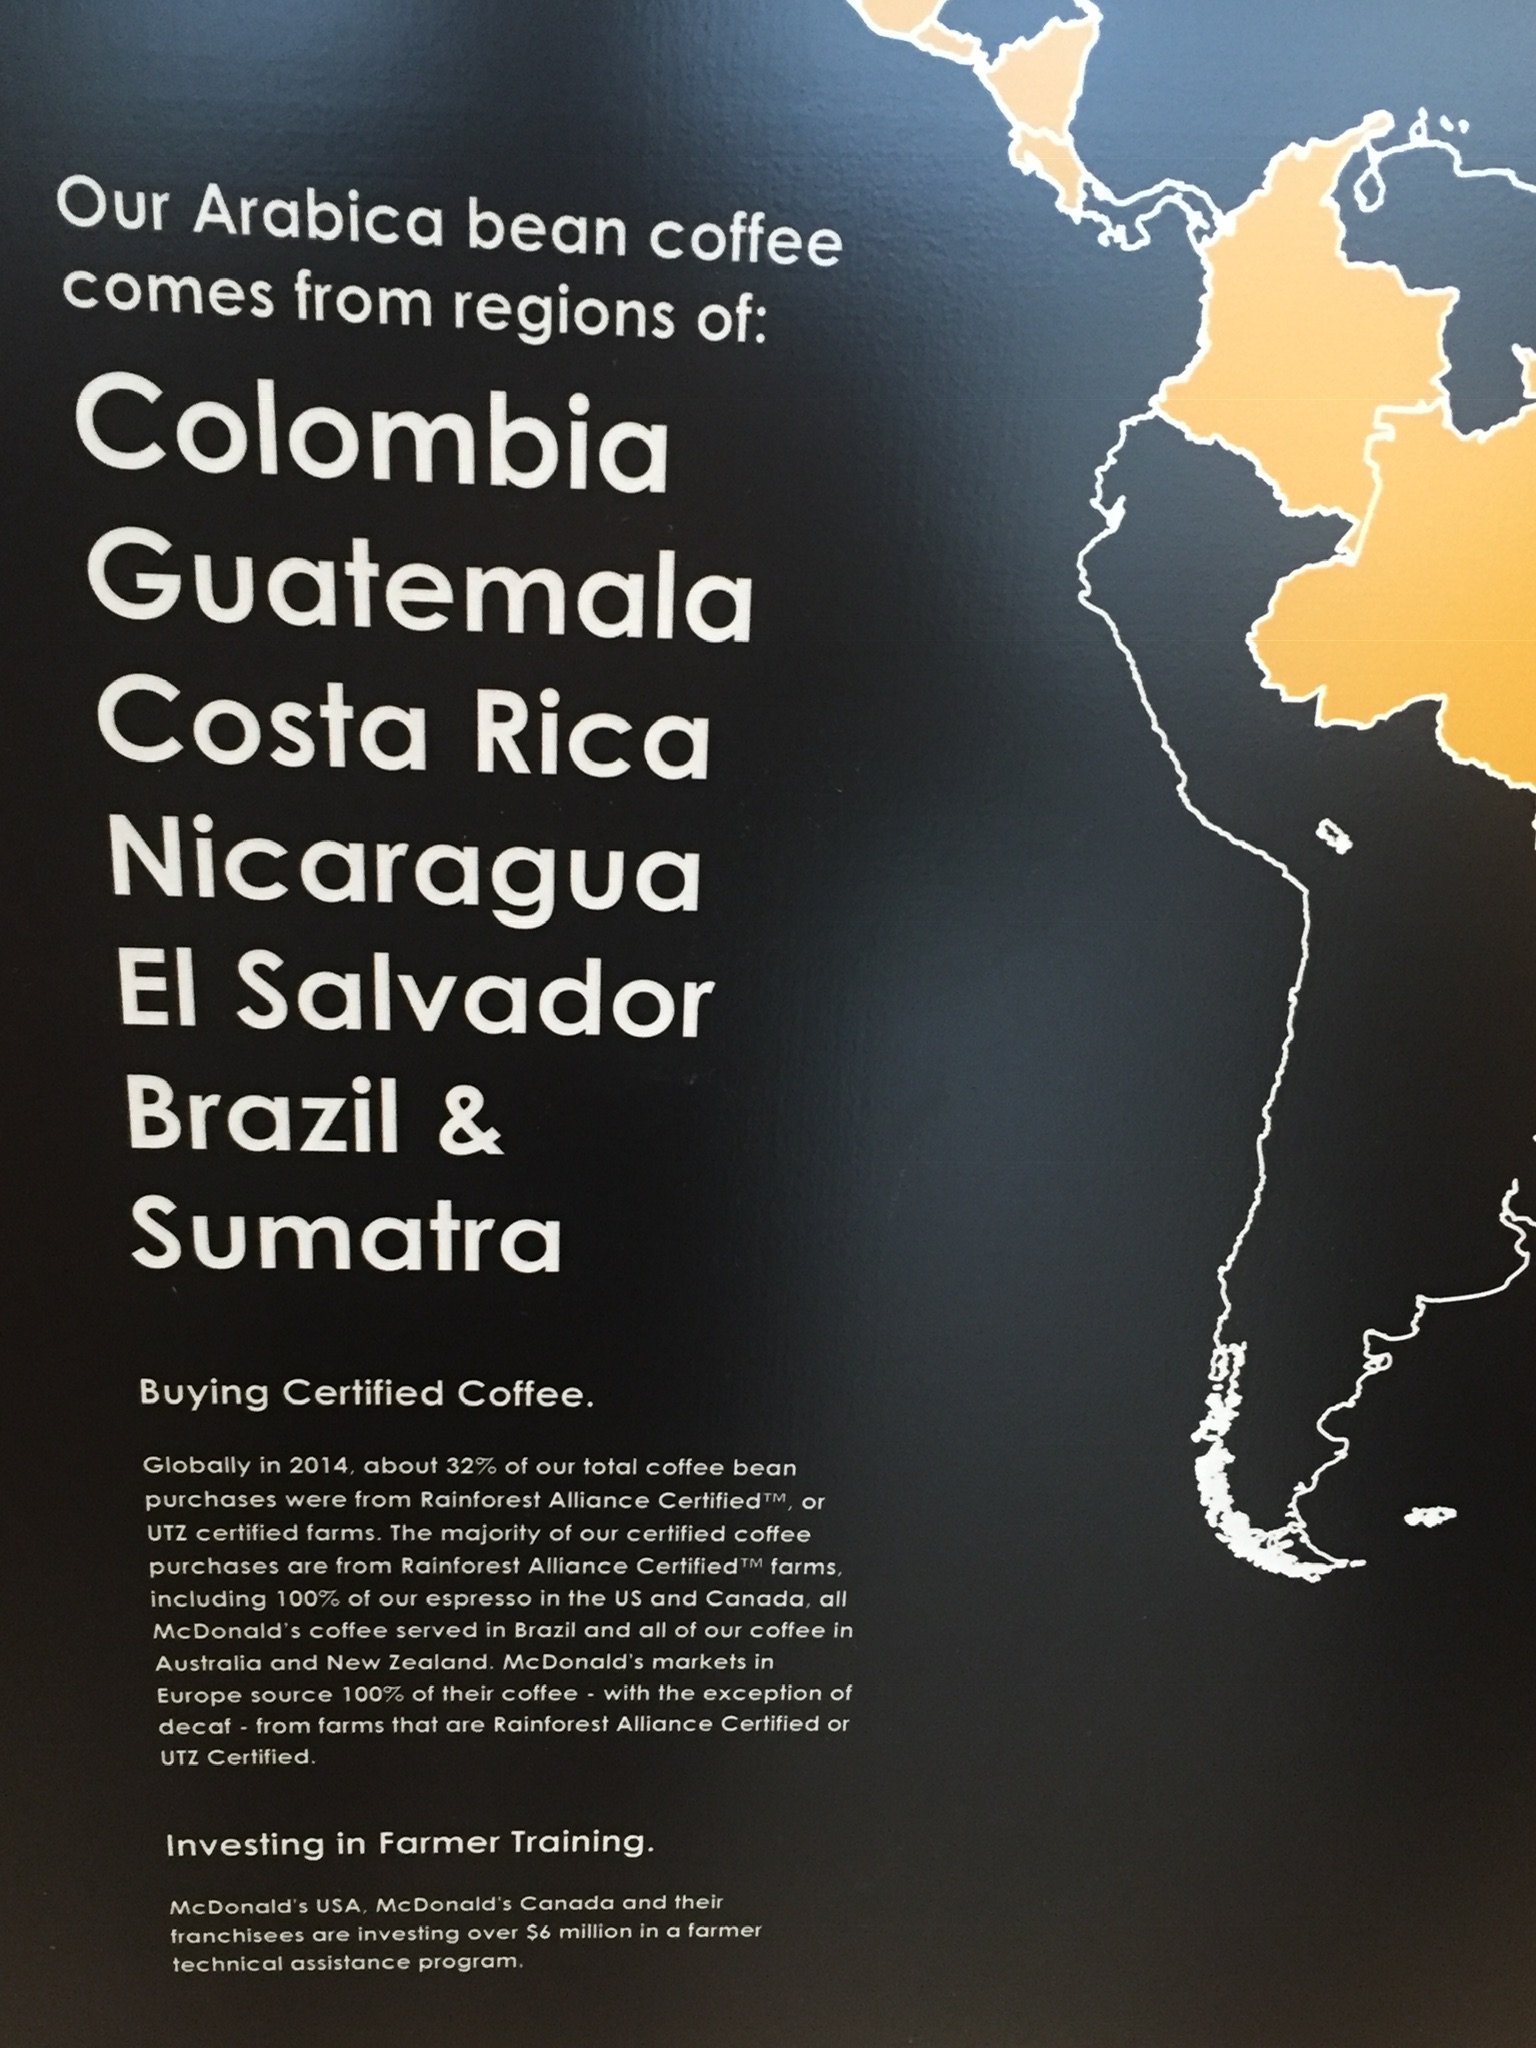 Our Arabica bean coffee
comes from regions of:
Colombia
Guatemala
Costa Rica
Nicaragua
El Salvador
Brazil &
Sumatra
Buying Certified Coffee.
Globally in 2014, about 32% of our total coffee bean
purchases were from Rainforest Alliance Certified™, or
UTZ certified farms. The majority of our certified coffee
purchases are from Rainforest Alliance Certified™ farms,
including 100% of our espresso in the US and Canada, all
McDonald's coffee served in Brazil and all of our coffee in
Australia and New Zealand. McDonald's markets in
Europe source 100% of their coffee - with the exception of
decaf - from farms that are Rainforest Alliance Certified or
UTZ Certified.
Investing in Farmer Training.
McDonald's USA, McDonald's Canada and their
franchisees are investing over $6 million in a farmer
technical assistance program.